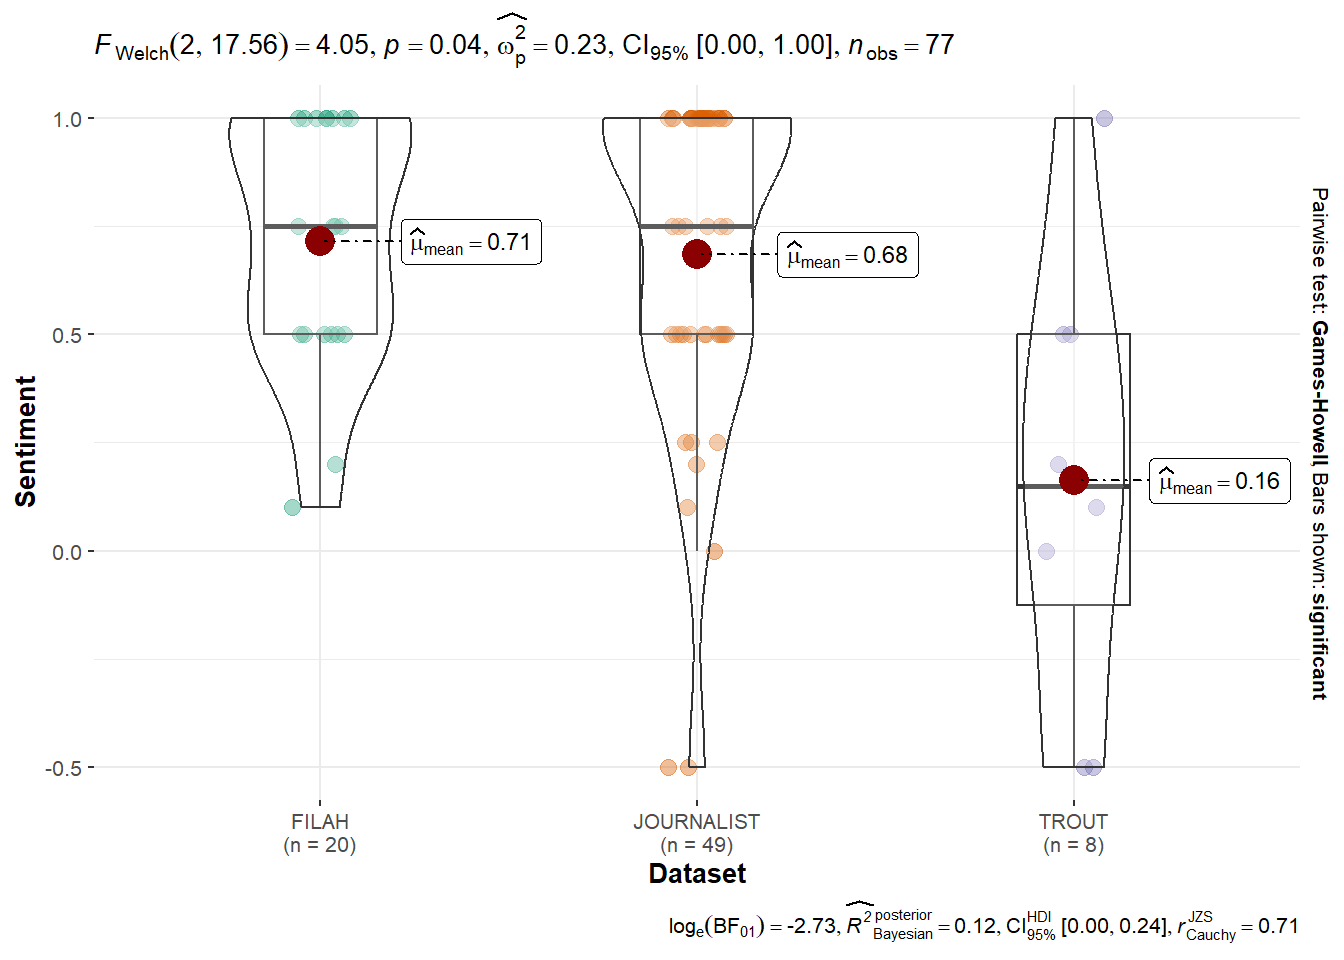 F Welch(2, 17.56) = 4.05, p = 0.04, ω̂²ₚ = 0.23, CI95% [0.00, 1.00], nobs = 77
1.0
0.5
0.0
-0.5
Sentiment
μ̂mean = 0.71
μ̂mean = 0.68
μ̂mean = 0.16
Pairwise test: Games-Howell, Bars shown: significant
FILAH
(n = 20)
JOURNALIST
(n = 49)
TROUT
(n = 8)
Dataset
loge(BF01) = -2.73, R̂² posterior Bayesian = 0.12, CI HDI 95% [0.00, 0.24], r JZS Cauchy = 0.71